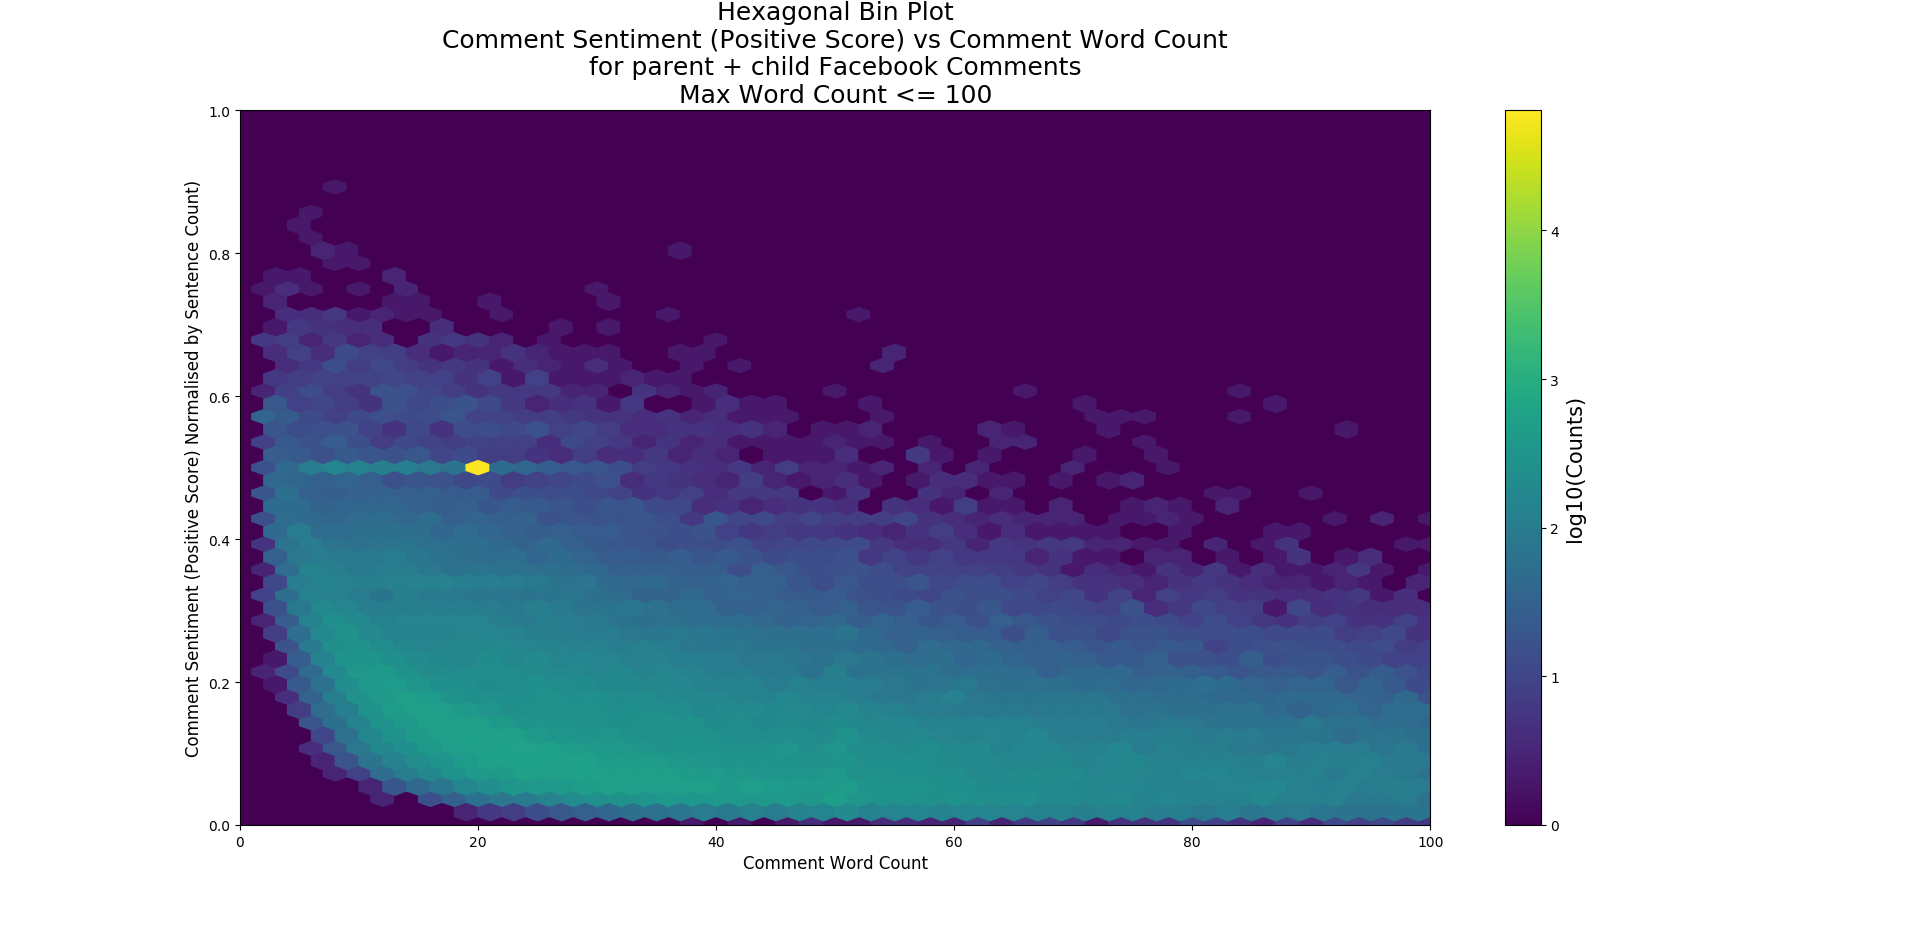 Hexagonal Bin Plot
Comment Sentiment (Positive Score) vs Comment Word Count
for parent + child Facebook Comments
Max Word Count <= 100
Comment Sentiment (Positive Score) Normalised by Sentence Count)
1.0
0.8
0.6
0.4
0.2
0.0
0 20 40 60 80 100
Comment Word Count
4
3
2
1
0
log10(Counts)